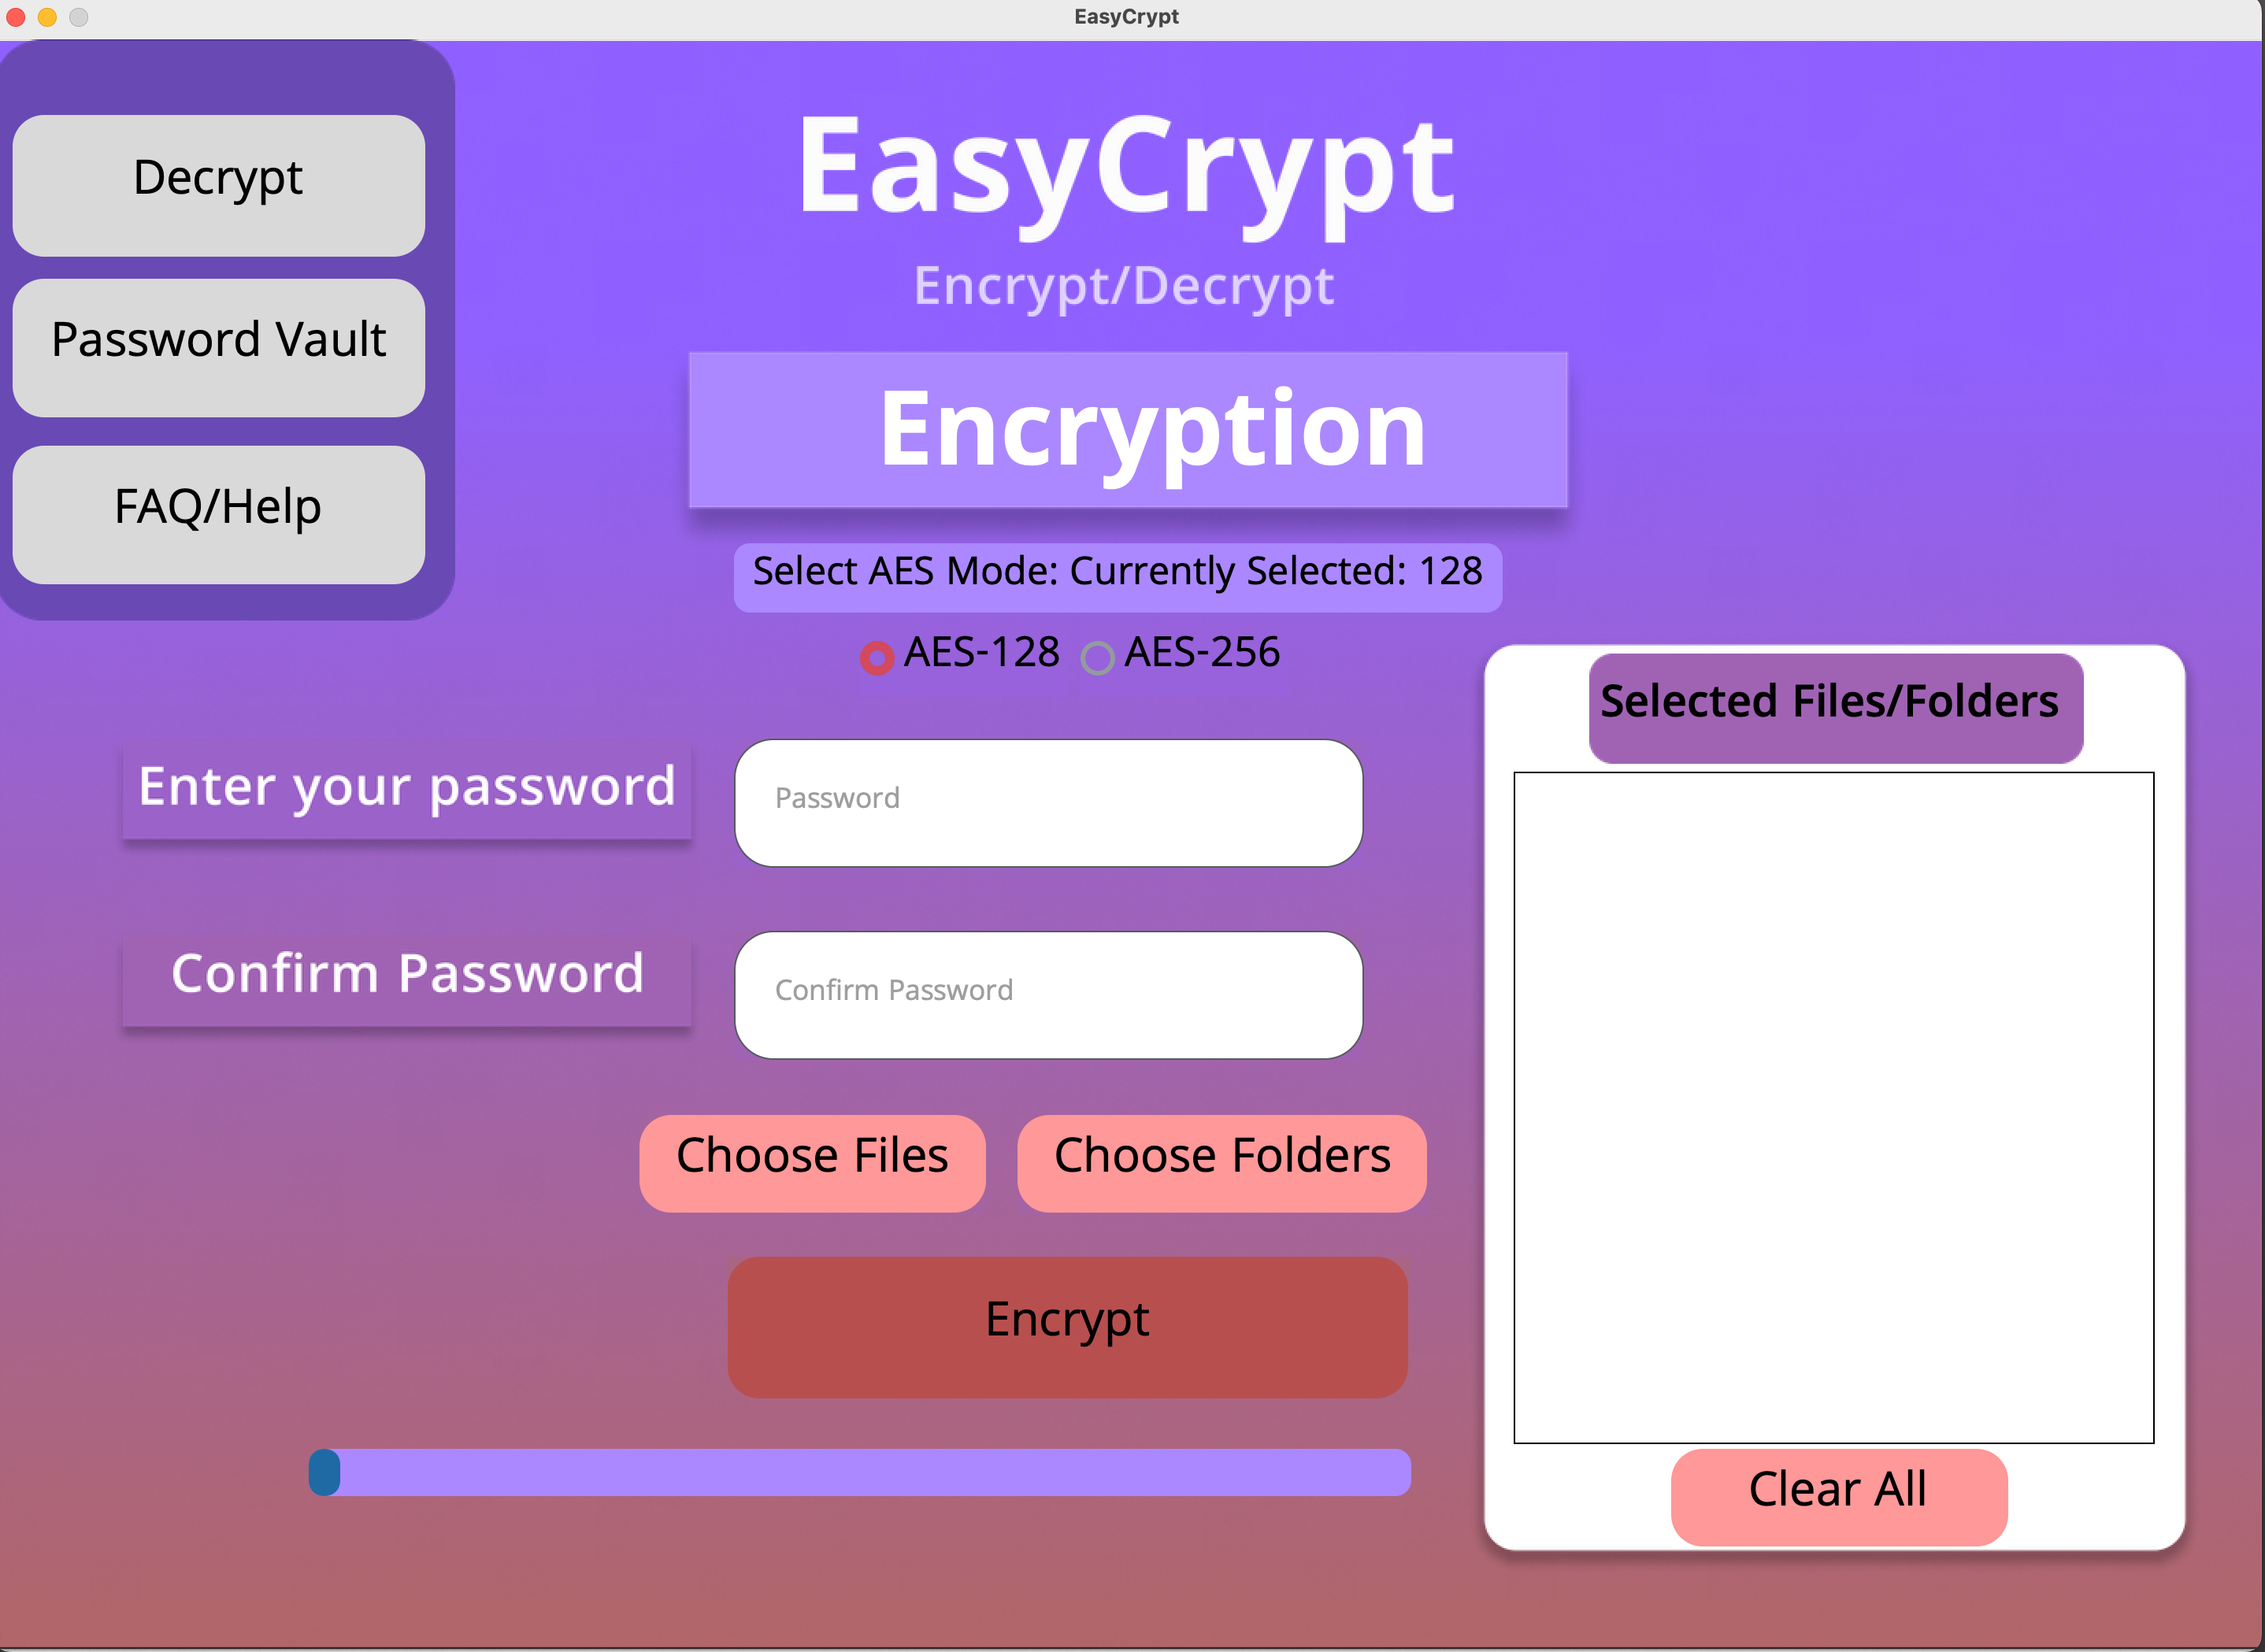 EasyCrypt
Decrypt
Password Vault
FAQ/Help
EasyCrypt
Encrypt/Decrypt
Encryption
Select AES Mode: Currently Selected: 128
AES-128 AES-256
Enter your password
Password
Confirm Password
Confirm Password
Choose Files
Choose Folders
Encrypt
Selected Files/Folders
Clear All